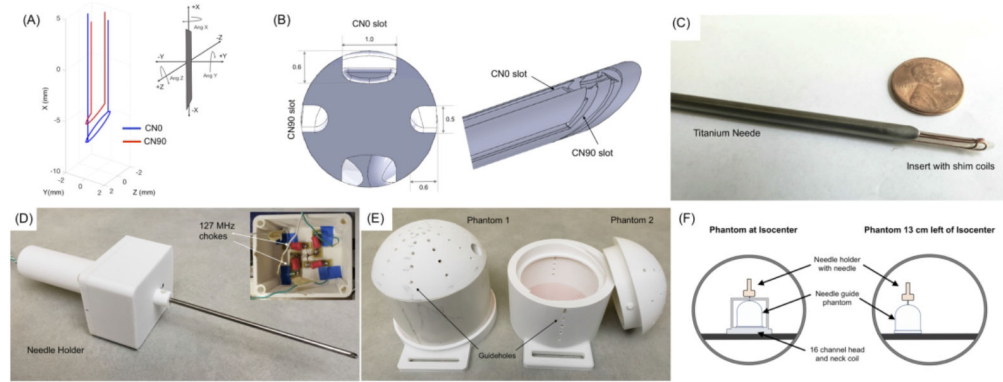 (A)
5
0
-5
-10
X (mm)
-2
0
2
Y(mm)
2
0
-2
Z (mm)
CN0
CN90
+X
Ang X
-Z
-Y
+Y
Ang Z
Ang Y
+Z
-X
(B)
CN0 slot
1.0
0.6
CN90 slot
0.5
0.6
CN0 slot
CN90 slot
(C)
Titanium Neede
Insert with shim coils
(D)
127 MHz
chokes
Needle Holder
(E)
Phantom 1
Phantom 2
Guideholes
(F)
Phantom at Isocenter
Phantom 13 cm left of Isocenter
Needle holder
with needle
Needle guide
phantom
16 channel head
and neck coil